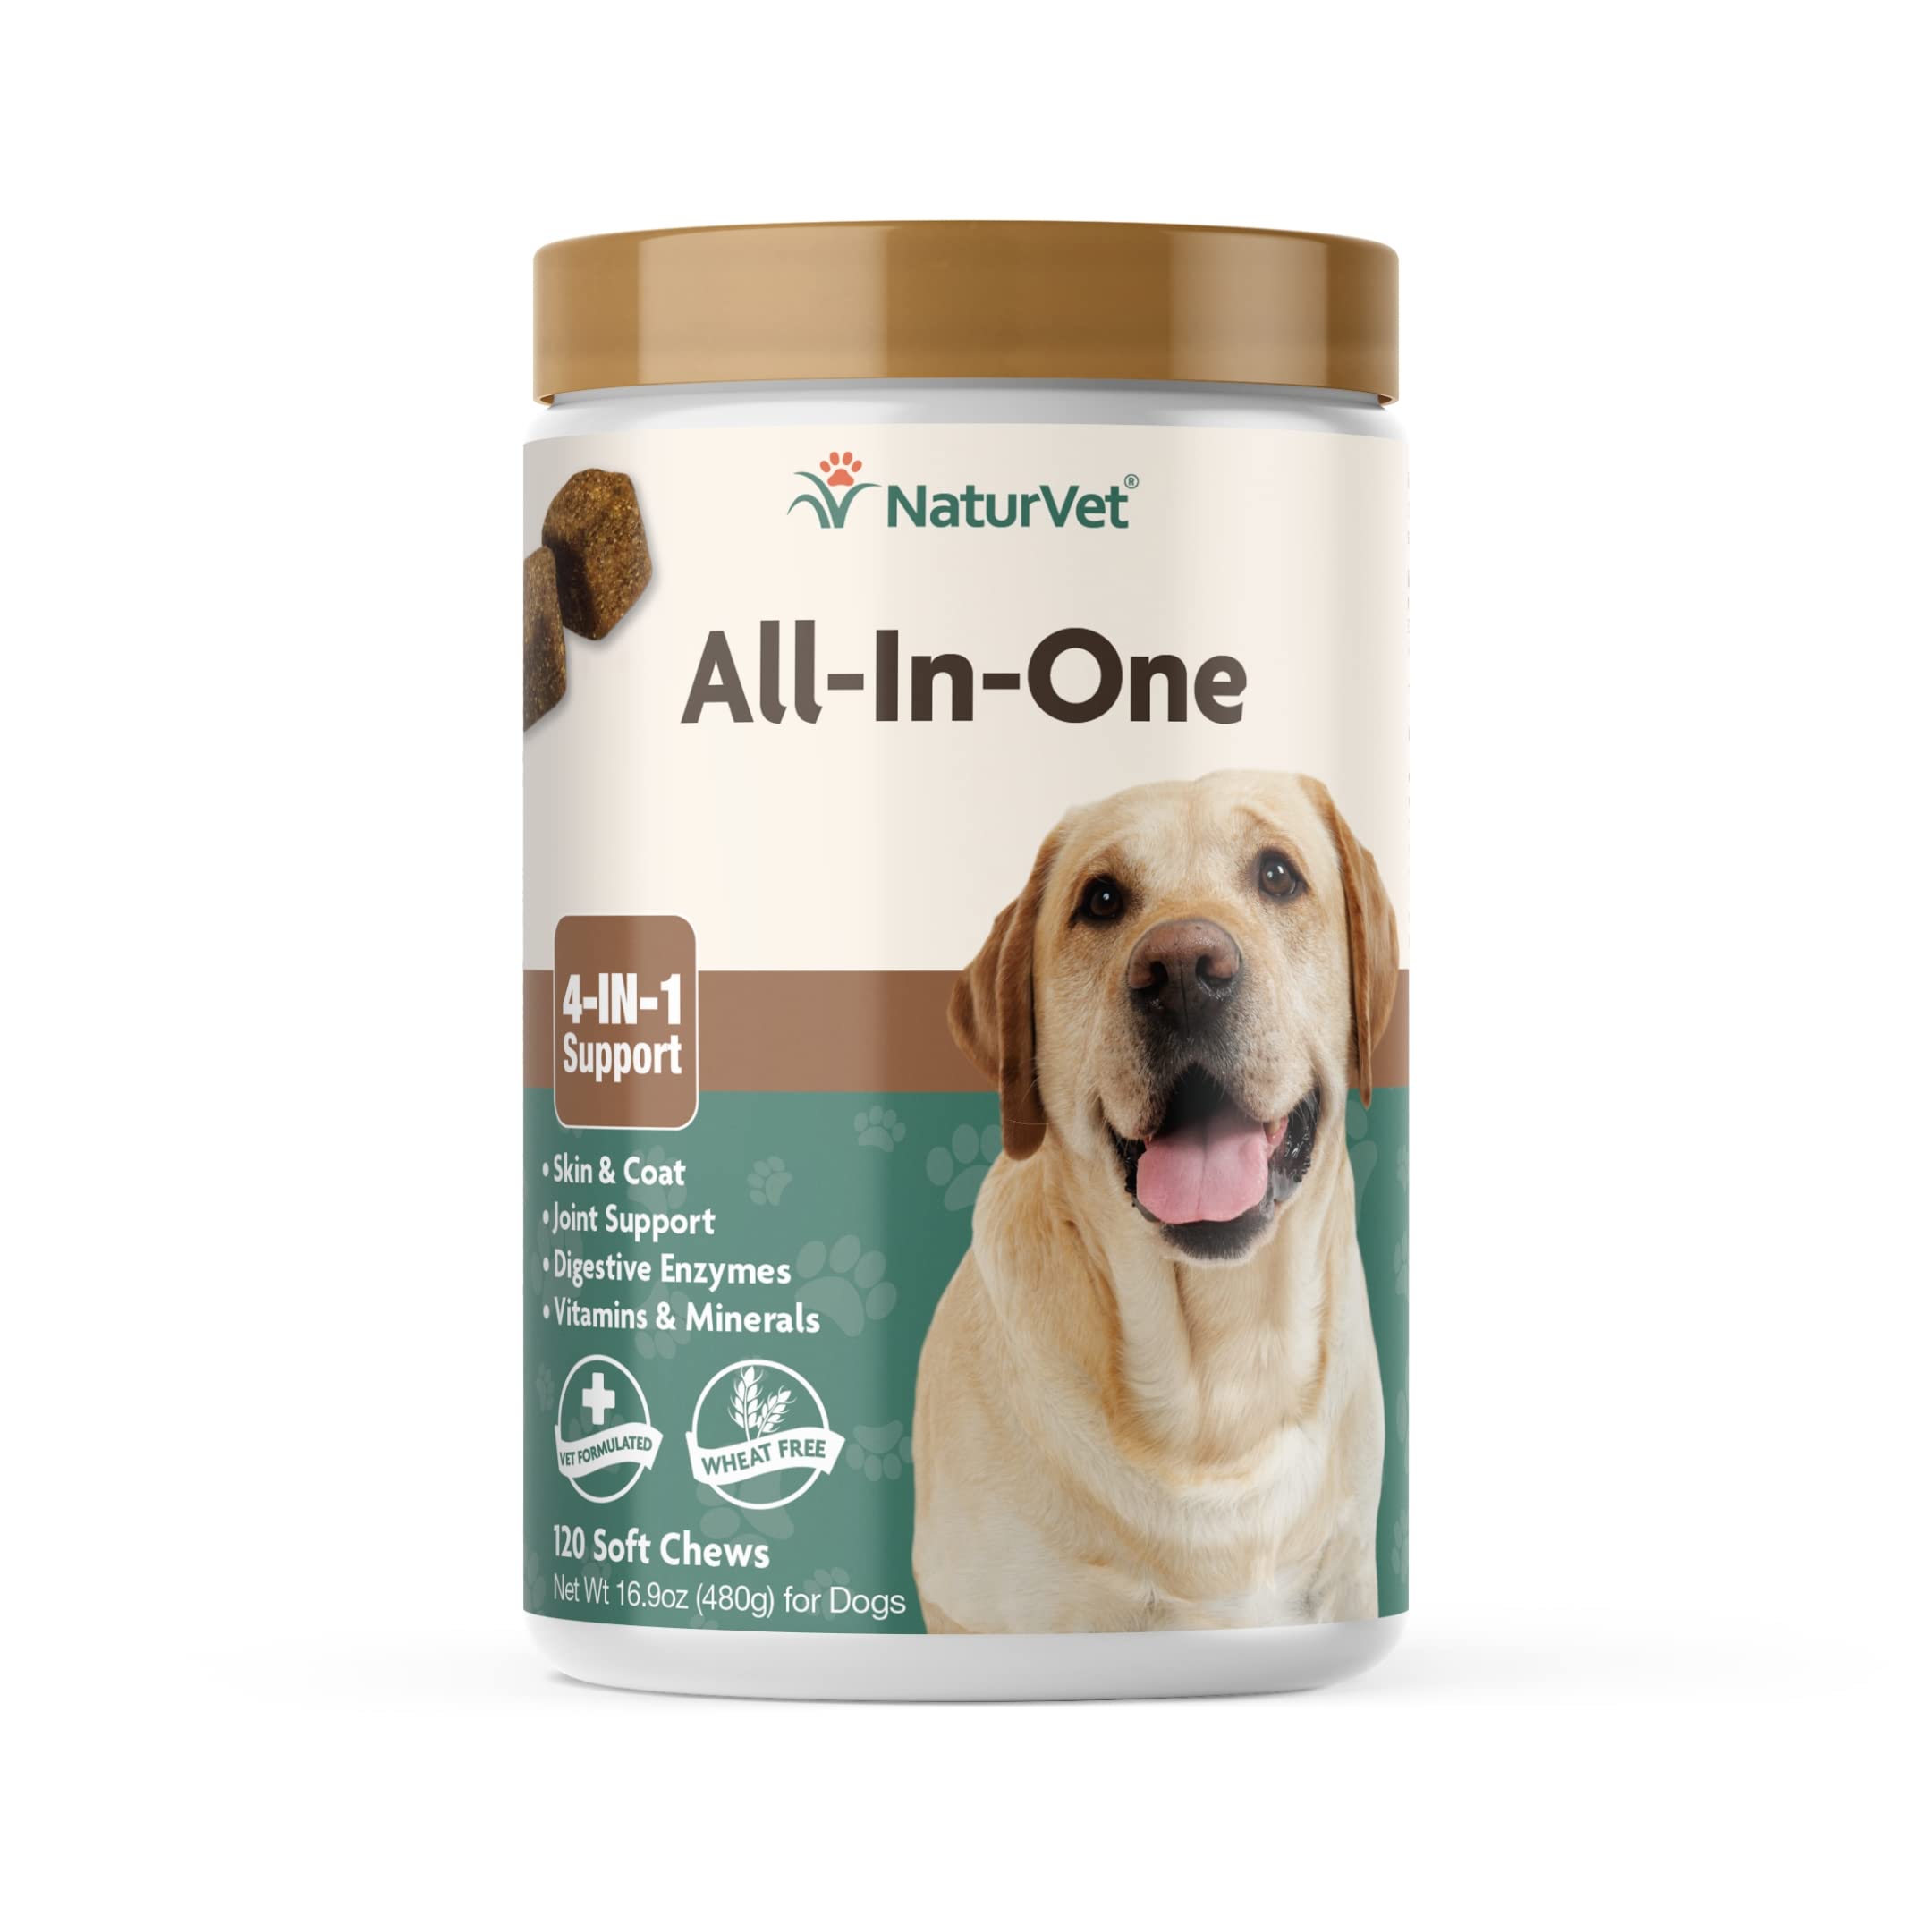 NaturVet®
All-In-One
4-IN-1
Support
• Skin & Coat
• Joint Support
• Digestive Enzymes
• Vitamins & Minerals
VET FORMULATED
WHEAT FREE
120 Soft Chews
Net Wt 16.9oz (480g) for Dogs